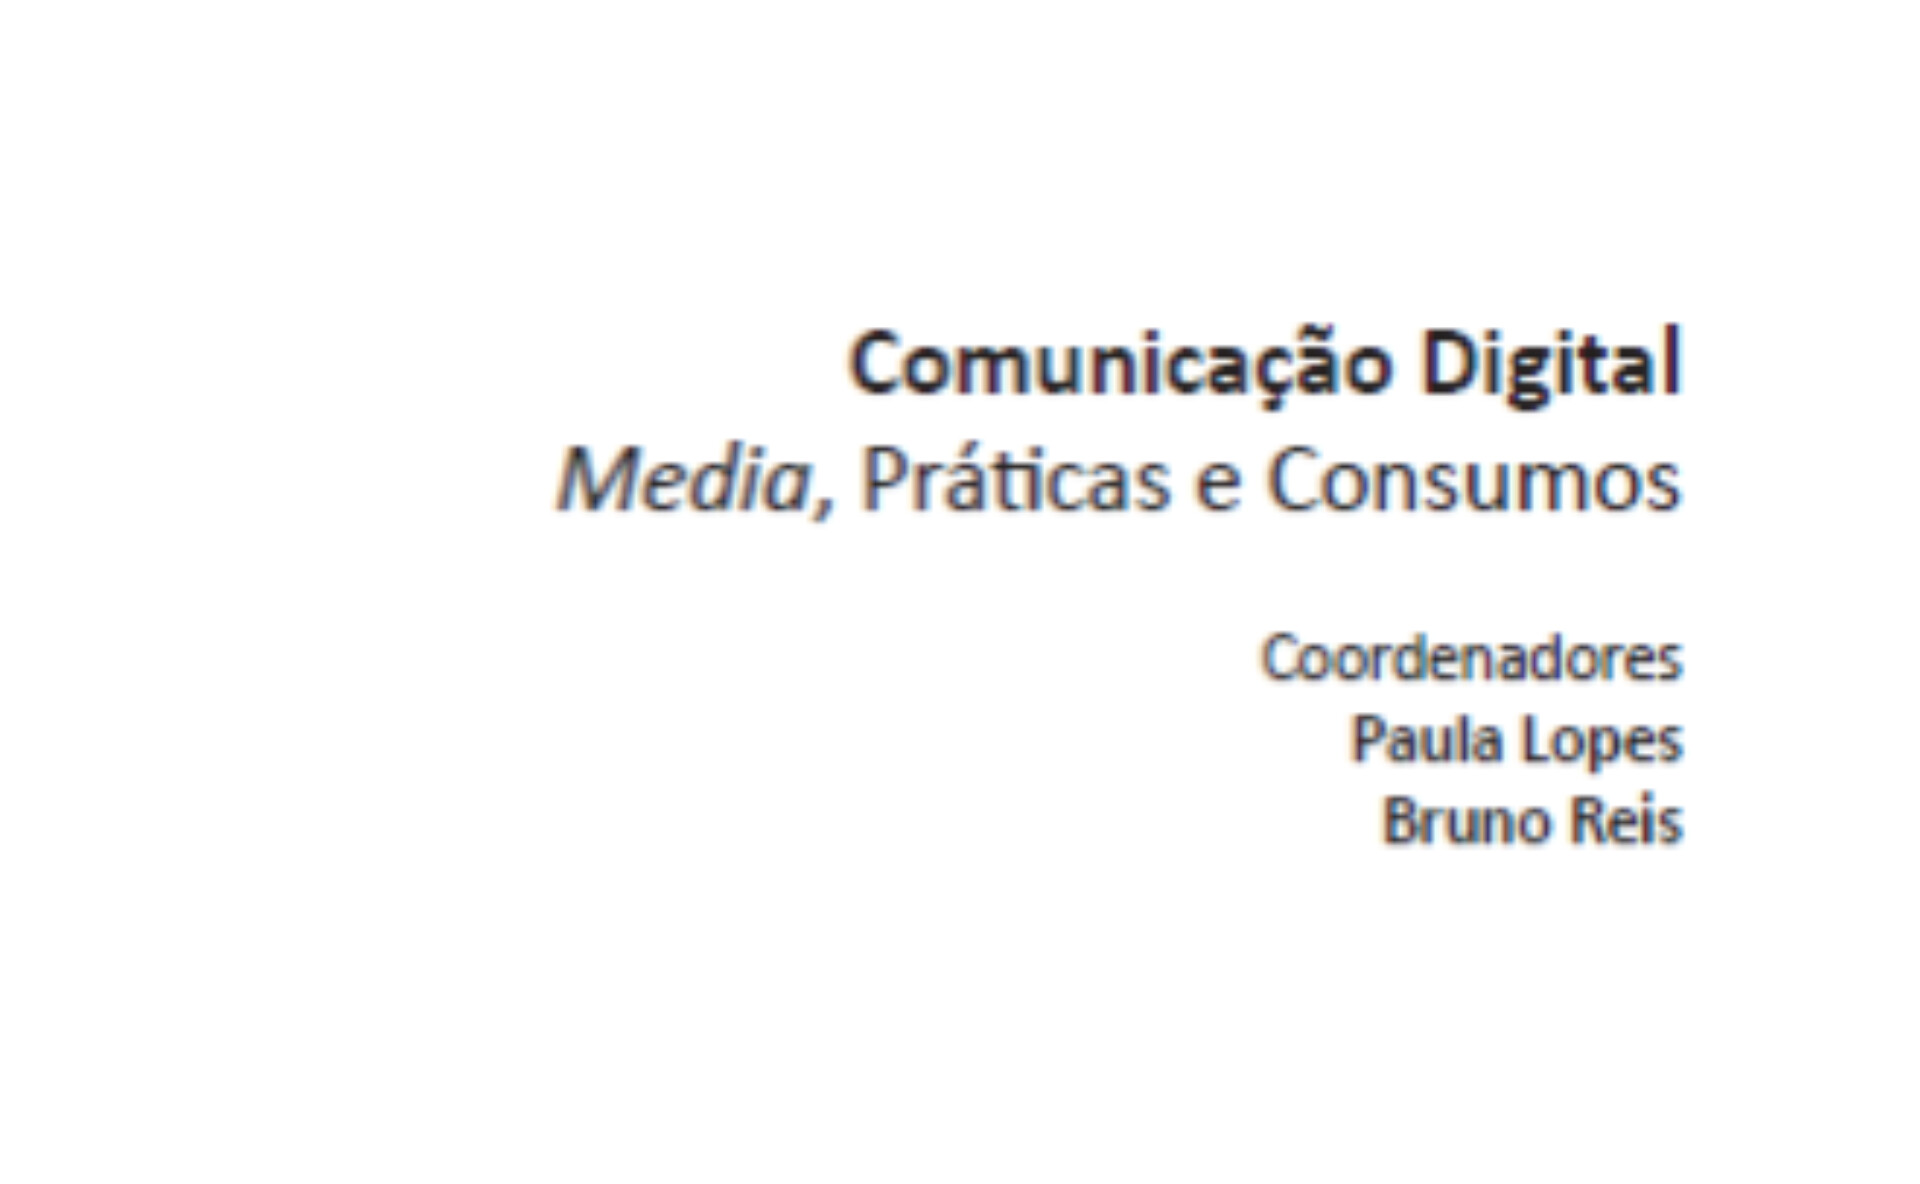 Comunicação Digital
Media, Práticas e Consumos
Coordenadores
Paula Lopes
Bruno Reis